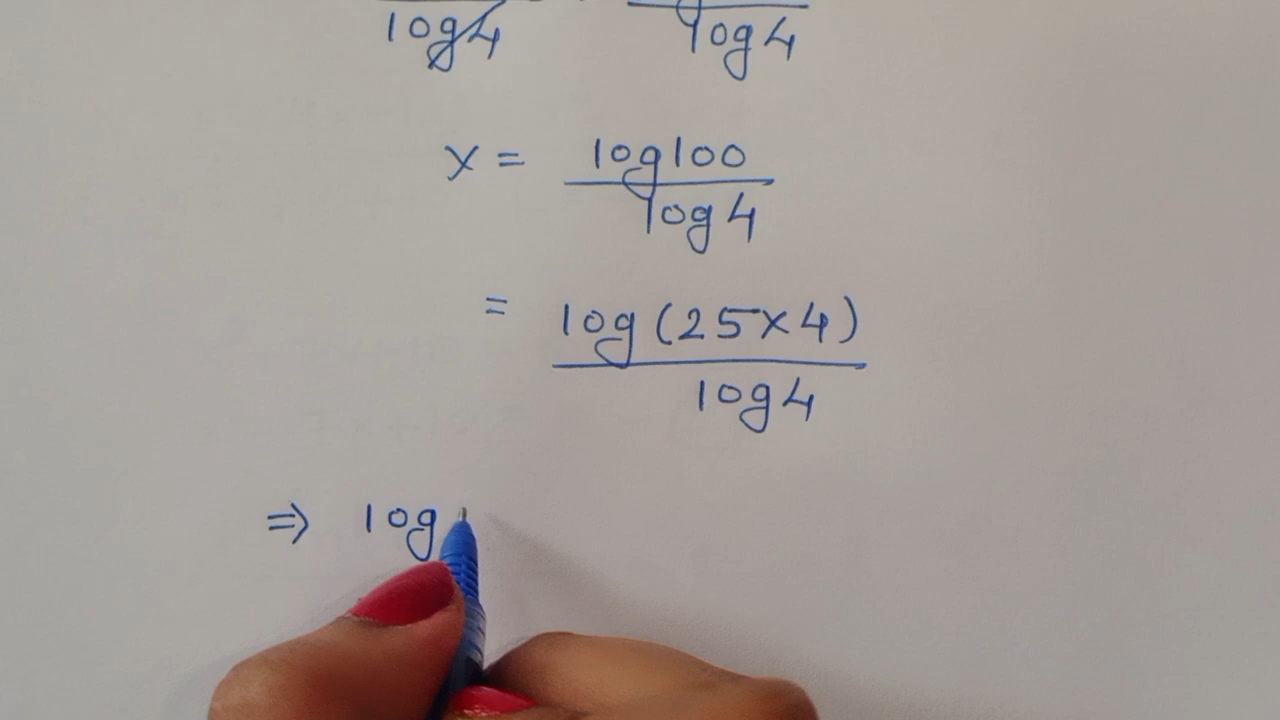 log4 log4
x = log100
log4
= log(25×4)
log4
⇒ log